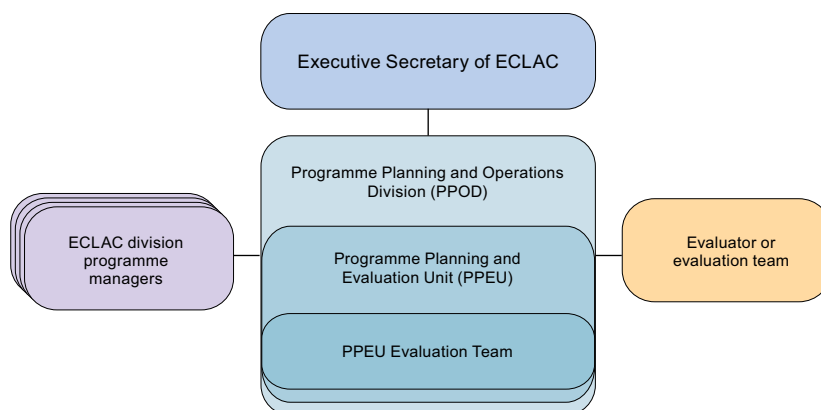 Executive Secretary of ECLAC
Programme Planning and Operations
Division (PPOD)
ECLAC division
programme
managers
Programme Planning and
Evaluation Unit (PPEU)
Evaluator or
evaluation team
PPEU Evaluation Team